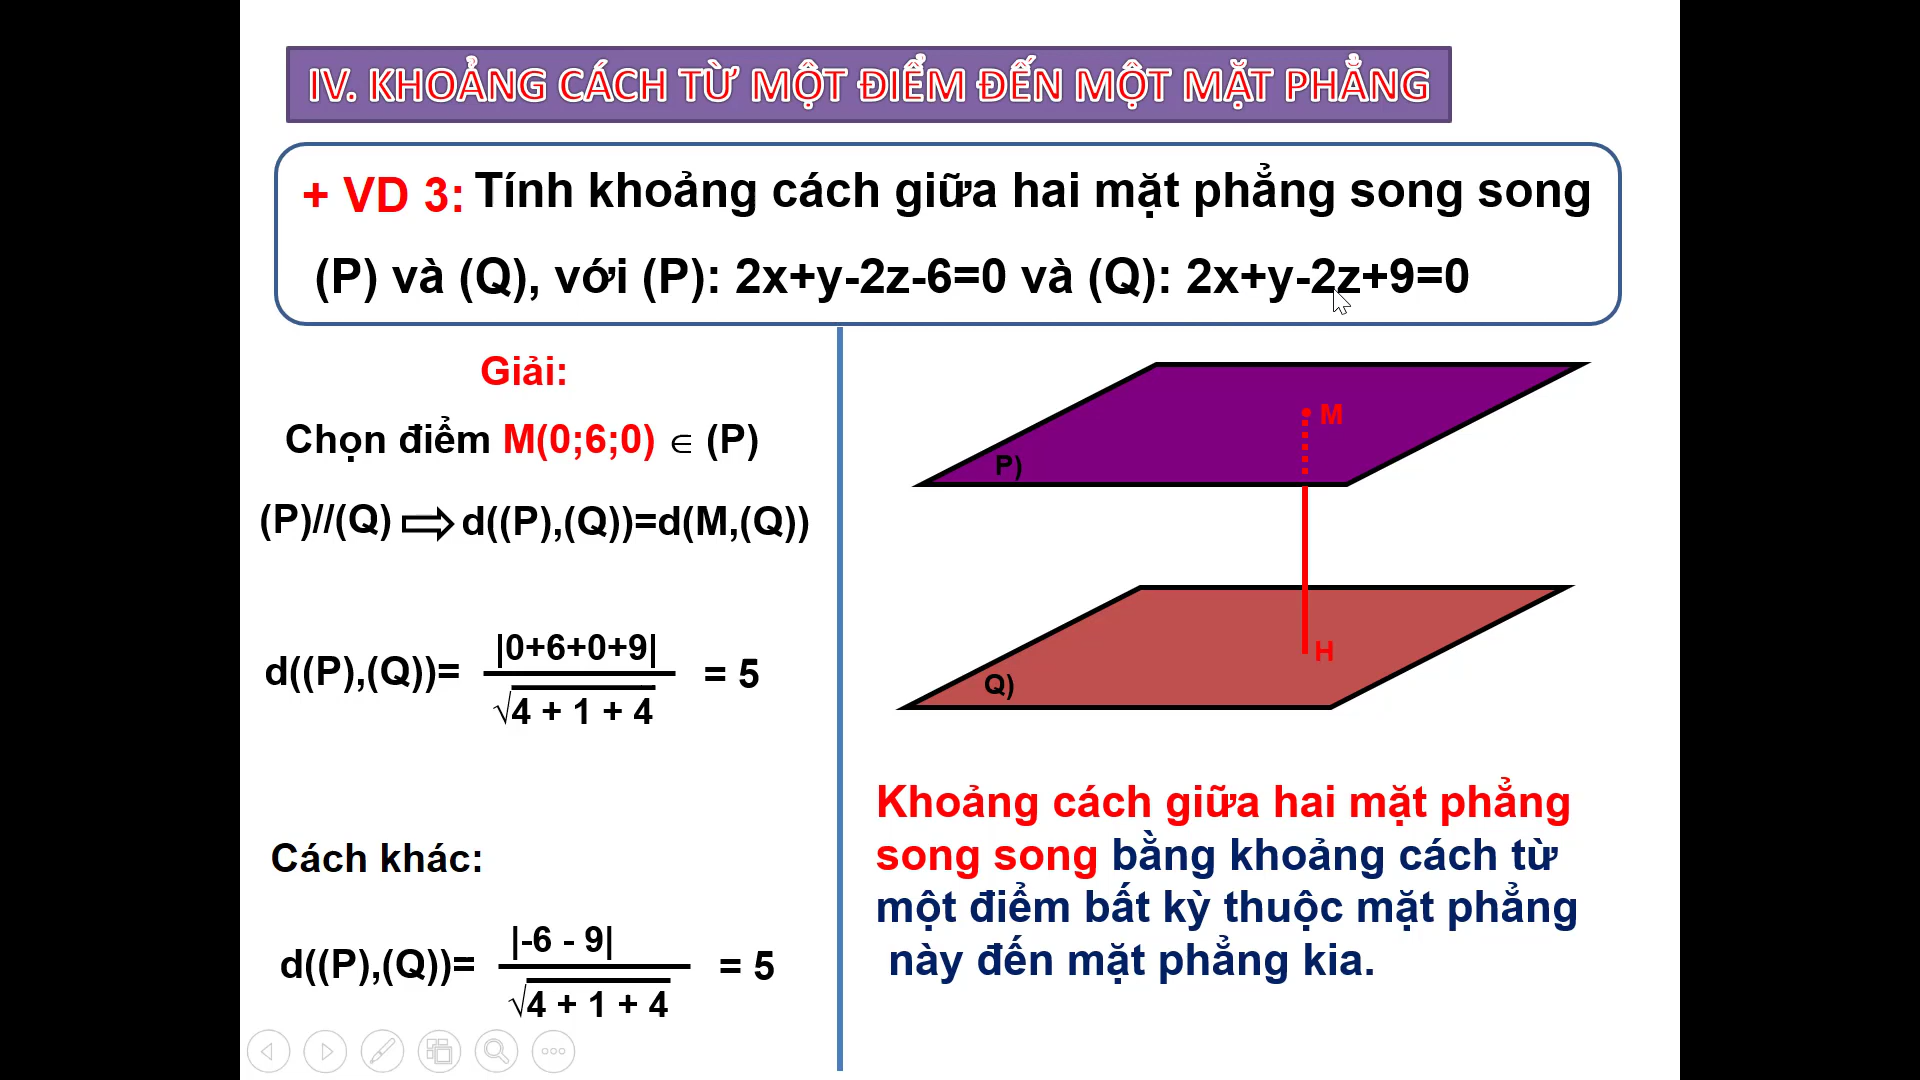 IV. KHOẢNG CÁCH TỪ MỘT ĐIỂM ĐẾN MỘT MẶT PHẲNG
+ VD 3: Tính khoảng cách giữa hai mặt phẳng song song
(P) và (Q), với (P): 2x+y-2z-6=0 và (Q): 2x+y-2z+9=0
Giải:
Chọn điểm M(0;6;0) ∈ (P)
(P)//(Q) ⇒ d((P),(Q))=d(M,(Q))
|0+6+0+9|
d((P),(Q))= = 5
√4 + 1 + 4
Cách khác:
|-6 - 9|
d((P),(Q))= = 5
√4 + 1 + 4
M
P)
H
Q)
Khoảng cách giữa hai mặt phẳng
song song bằng khoảng cách từ
một điểm bất kỳ thuộc mặt phẳng
này đến mặt phẳng kia.